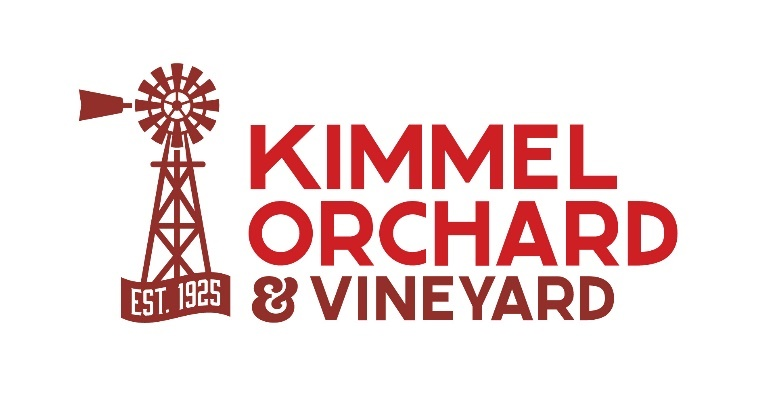 KIMMEL
ORCHARD
& VINEYARD
EST. 1925